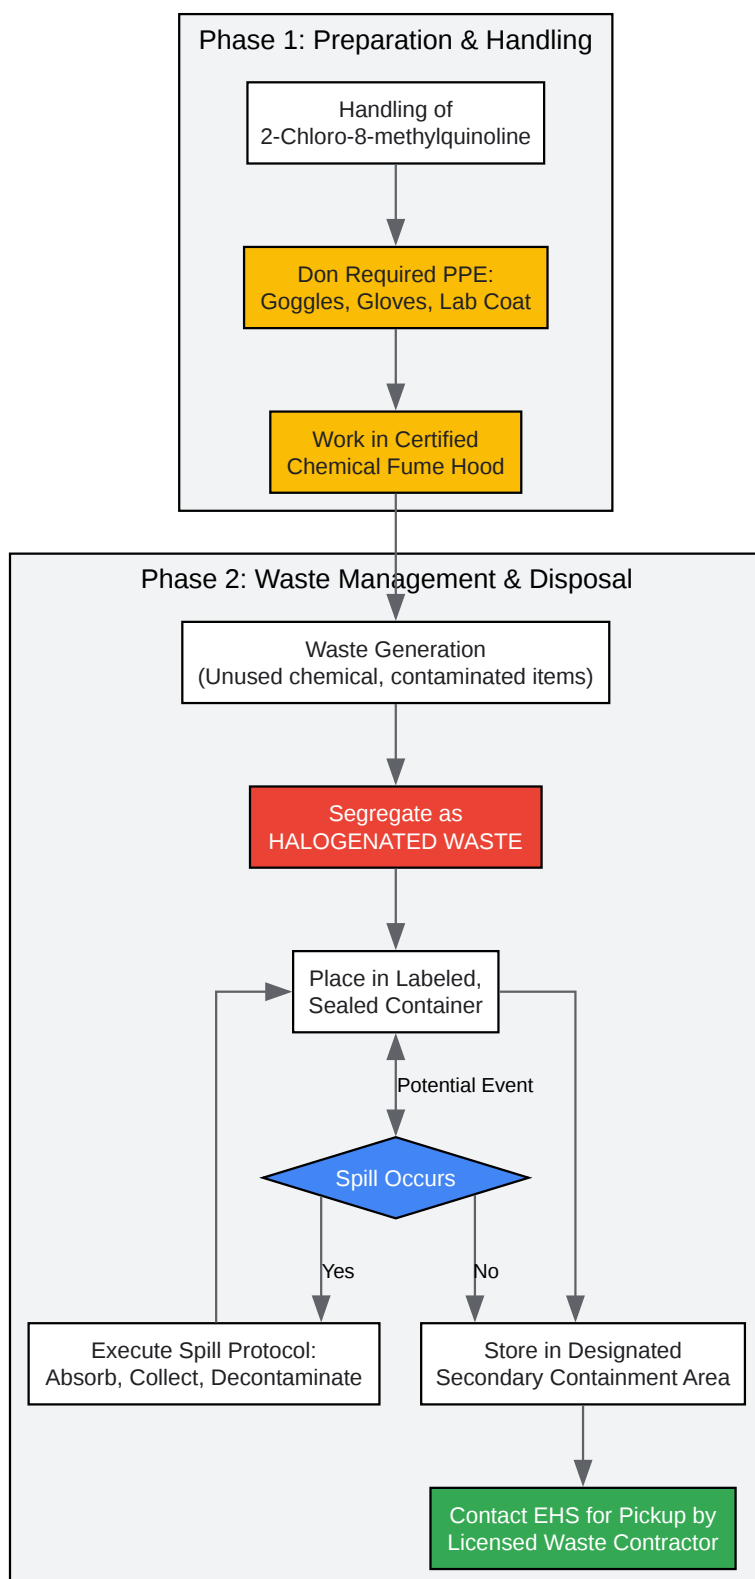 Phase 1: Preparation & Handling
Handling of
2-Chloro-8-methylquinoline
Don Required PPE:
Goggles, Gloves, Lab Coat
Work in Certified
Chemical Fume Hood
Phase 2: Waste Management & Disposal
Waste Generation
(Unused chemical, contaminated items)
Segregate as
HALOGENATED WASTE
Place in Labeled,
Sealed Container
Potential Event
Spill Occurs
Yes
No
Execute Spill Protocol:
Absorb, Collect, Decontaminate
Store in Designated
Secondary Containment Area
Contact EHS for Pickup by
Licensed Waste Contractor